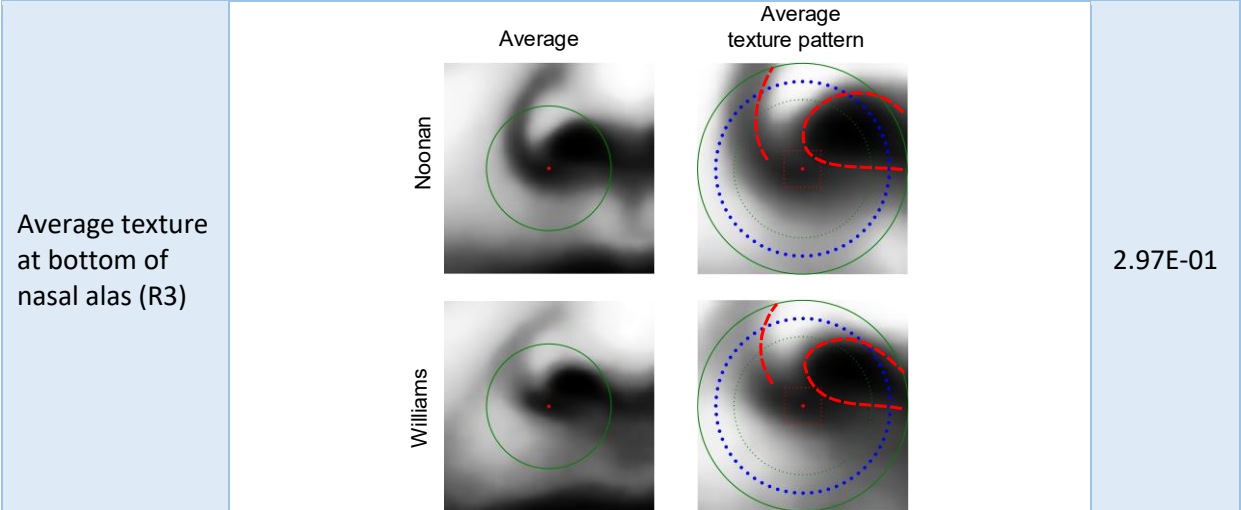 Average
Average
texture pattern
Noonan
Average texture
at bottom of
nasal alas (R3)
2.97E-01
Williams